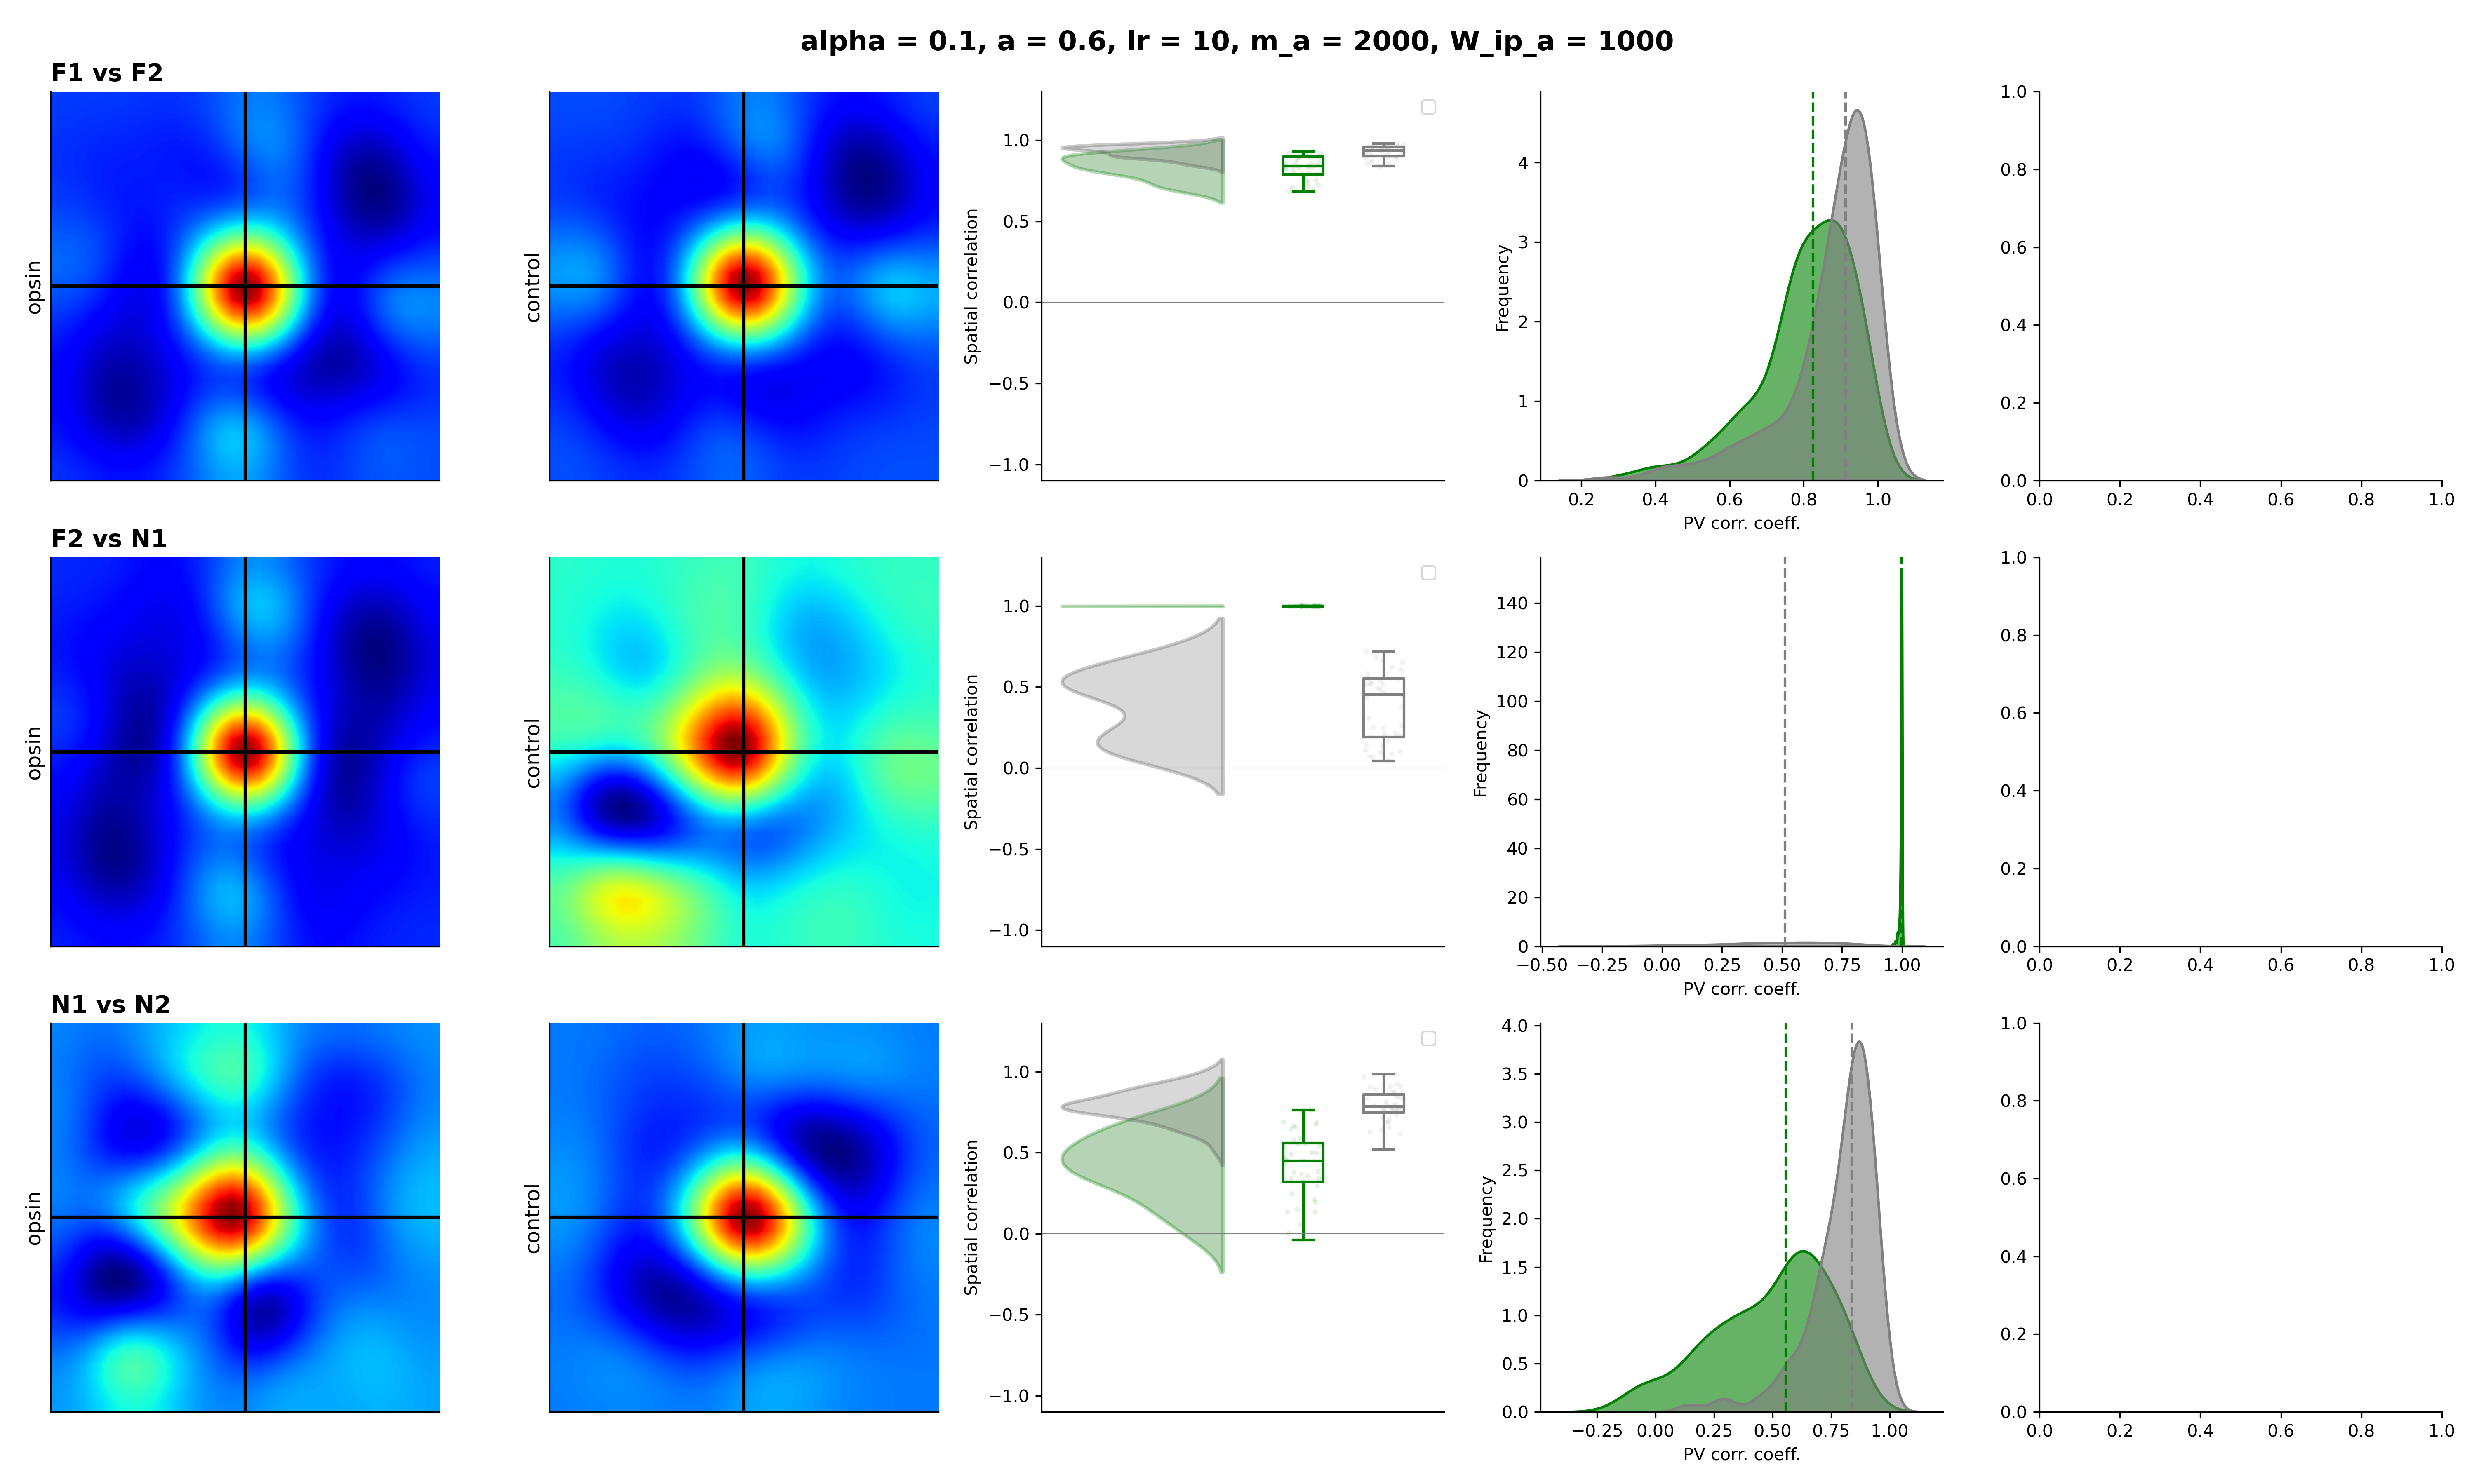 alpha = 0.1, a = 0.6, lr = 10, m_a = 2000, W_ip_a = 1000
F1 vs F2
opsin
control
Spatial correlation
1.0
0.5
0.0
−0.5
−1.0
Frequency
4
3
2
1
0
0.2 0.4 0.6 0.8 1.0
PV corr. coeff.
1.0
0.8
0.6
0.4
0.2
0.0
0.0 0.2 0.4 0.6 0.8 1.0
F2 vs N1
opsin
control
Spatial correlation
1.0
0.5
0.0
−0.5
−1.0
Frequency
140
120
100
80
60
40
20
0
−0.50 −0.25 0.00 0.25 0.50 0.75 1.00
PV corr. coeff.
1.0
0.8
0.6
0.4
0.2
0.0
0.0 0.2 0.4 0.6 0.8 1.0
N1 vs N2
opsin
control
Spatial correlation
1.0
0.5
0.0
−0.5
−1.0
Frequency
4.0
3.5
3.0
2.5
2.0
1.5
1.0
0.5
0.0
−0.25 0.00 0.25 0.50 0.75 1.00
PV corr. coeff.
1.0
0.8
0.6
0.4
0.2
0.0
0.0 0.2 0.4 0.6 0.8 1.0